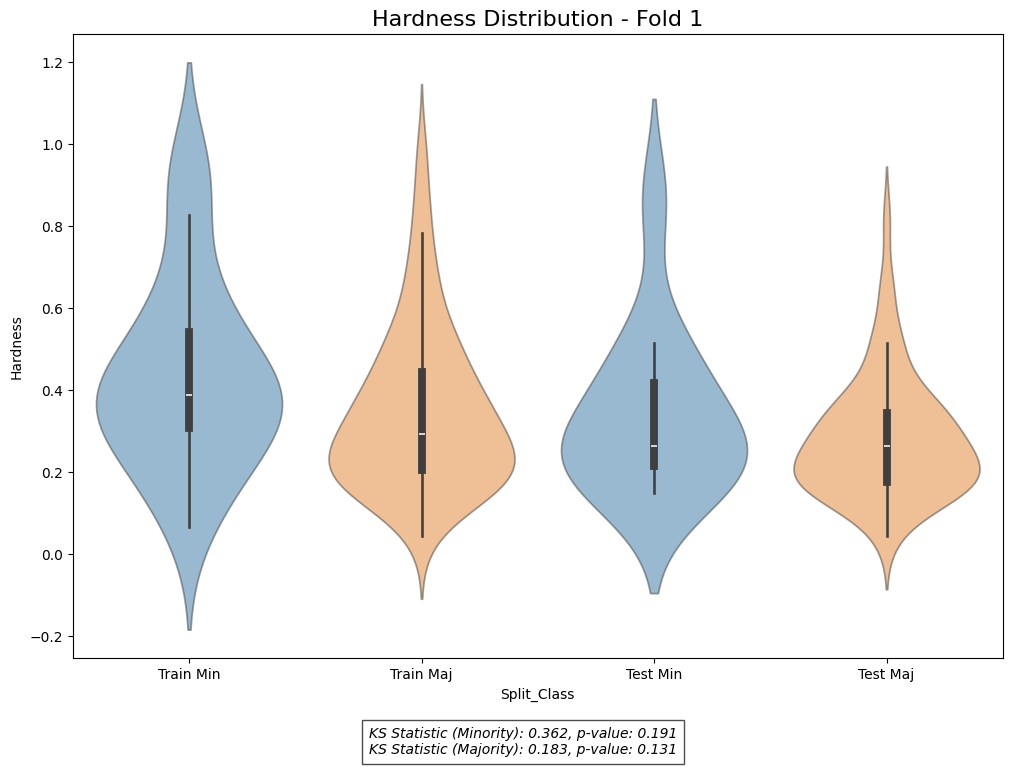 Hardness Distribution - Fold 1
1.2
1.0
0.8
0.6
0.4
0.2
0.0
−0.2
Hardness
Train Min Train Maj Test Min Test Maj
Split_Class
KS Statistic (Minority): 0.362, p-value: 0.191
KS Statistic (Majority): 0.183, p-value: 0.131